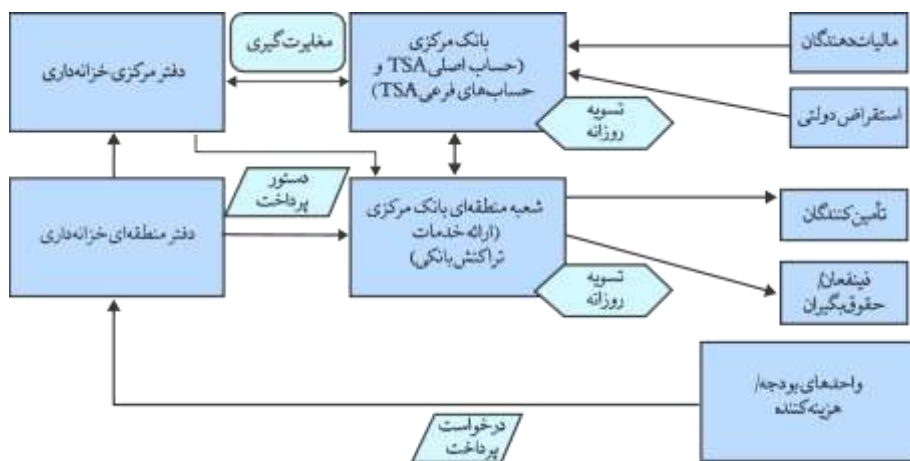 مالیات‌دهندگان
بانک مرکزی
(حساب اصلی TSA و
حساب‌های فرعی TSA)
مغایرت‌گیری
دفتر مرکزی خزانه‌داری
استقراض دولتی
تسویه
روزانه
تأمین‌کنندگان
شعبه منطقه‌ای بانک مرکزی
(ارائه خدمات
تراکنش بانکی)
دستور
پرداخت
دفتر منطقه‌ای خزانه‌داری
ذینفعان/
حقوق‌بگیران
تسویه
روزانه
واحدهای بودجه/
هزینه‌کننده
درخواست
پرداخت